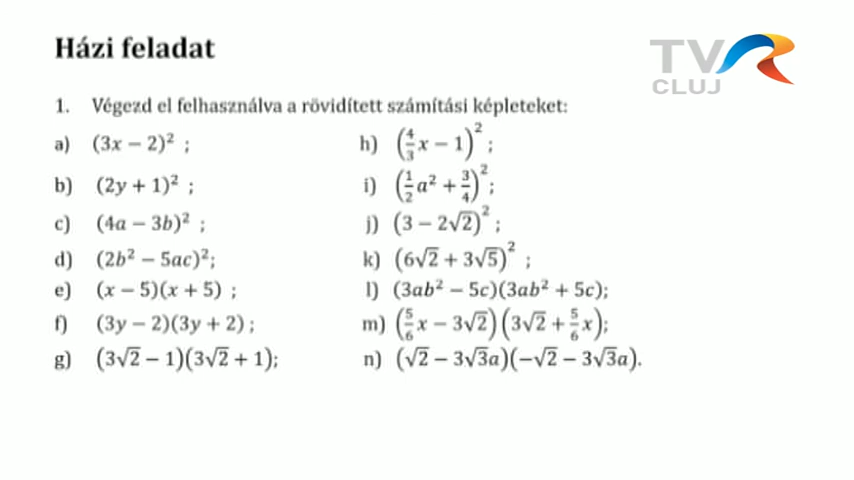 Házi feladat
TVR
CLUJ
1. Végezd el felhasználva a rövidített számítási képleteket:
a) (3x − 2)² ;
b) (2y + 1)² ;
c) (4a − 3b)² ;
d) (2b² − 5ac)²;
e) (x − 5)(x + 5) ;
f) (3y − 2)(3y + 2) ;
g) (3√2 − 1)(3√2 + 1);
h) (4/3 x − 1)² ;
i) (1/2 a² + 3/4)² ;
j) (3 − 2√2)² ;
k) (6√2 + 3√5)² ;
l) (3ab² − 5c)(3ab² + 5c);
m) (5/6 x − 3√2)(3√2 + 5/6 x);
n) (√2 − 3√3a)(−√2 − 3√3a).